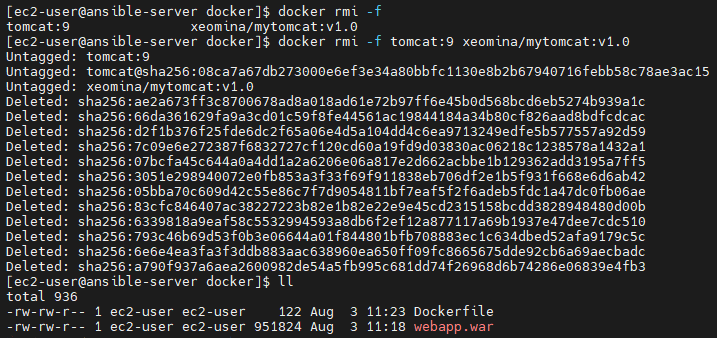 [ec2-user@ansible-server docker]$ docker rmi -f
tomcat:9                xeomina/mytomcat:v1.0
[ec2-user@ansible-server docker]$ docker rmi -f tomcat:9 xeomina/mytomcat:v1.0
Untagged: tomcat:9
Untagged: tomcat@sha256:08ca7a67db273000e6ef3e34a80bbfc1130e8b2b67940716febb58c78ae3ac15
Untagged: xeomina/mytomcat:v1.0
Deleted: sha256:ae2a673ff3c8700678ad8a018ad61e72b97ff6e45b0d568bcd6eb5274b939a1c
Deleted: sha256:66da361629fa9a3cd01c59f8fe44561ac19844184a34b80cf826aad8bdfcdcac
Deleted: sha256:d2f1b376f25fde6dc2f65a06e4d5a104dd4c6ea9713249edfe5b577557a92d59
Deleted: sha256:7c09e6e272387f6832727cf120cd60a19fd9d03830ac06218c1238578a1432a1
Deleted: sha256:07bcfa45c644a0a4dd1a2a6206e06a817e2d662acbbe1b129362add3195a7ff5
Deleted: sha256:3051e298940072e0fb853a3f33f69f911838eb706df2e1b5f931f668e6d6ab42
Deleted: sha256:05bba70c609d42c55e86c7f7d9054811bf7eaf5f2f6adeb5fdc1a47dc0fb06ae
Deleted: sha256:83cfc846407ac38227223b82e1b82e22e9e45cd2315158bcdd3828948480d00b
Deleted: sha256:6339818a9eaf58c5532994593a8db6f2ef12a877117a69b1937e47dee7cdc510
Deleted: sha256:793c46b69d53f0b3e06644a01f844801bfb708883ec1c634dbed52afa9179c5c
Deleted: sha256:6e6e4ea3fa3f3ddb883aac638960ea650ff09fc8665675dde92cb6a69aecbadc
Deleted: sha256:a790f937a6aea2600982de54a5fb995c681dd74f26968d6b74286e06839e4fb3
[ec2-user@ansible-server docker]$ ll
total 936
-rw-rw-r-- 1 ec2-user ec2-user    122 Aug  3 11:23 Dockerfile
-rw-rw-r-- 1 ec2-user ec2-user 951824 Aug  3 11:18 webapp.war